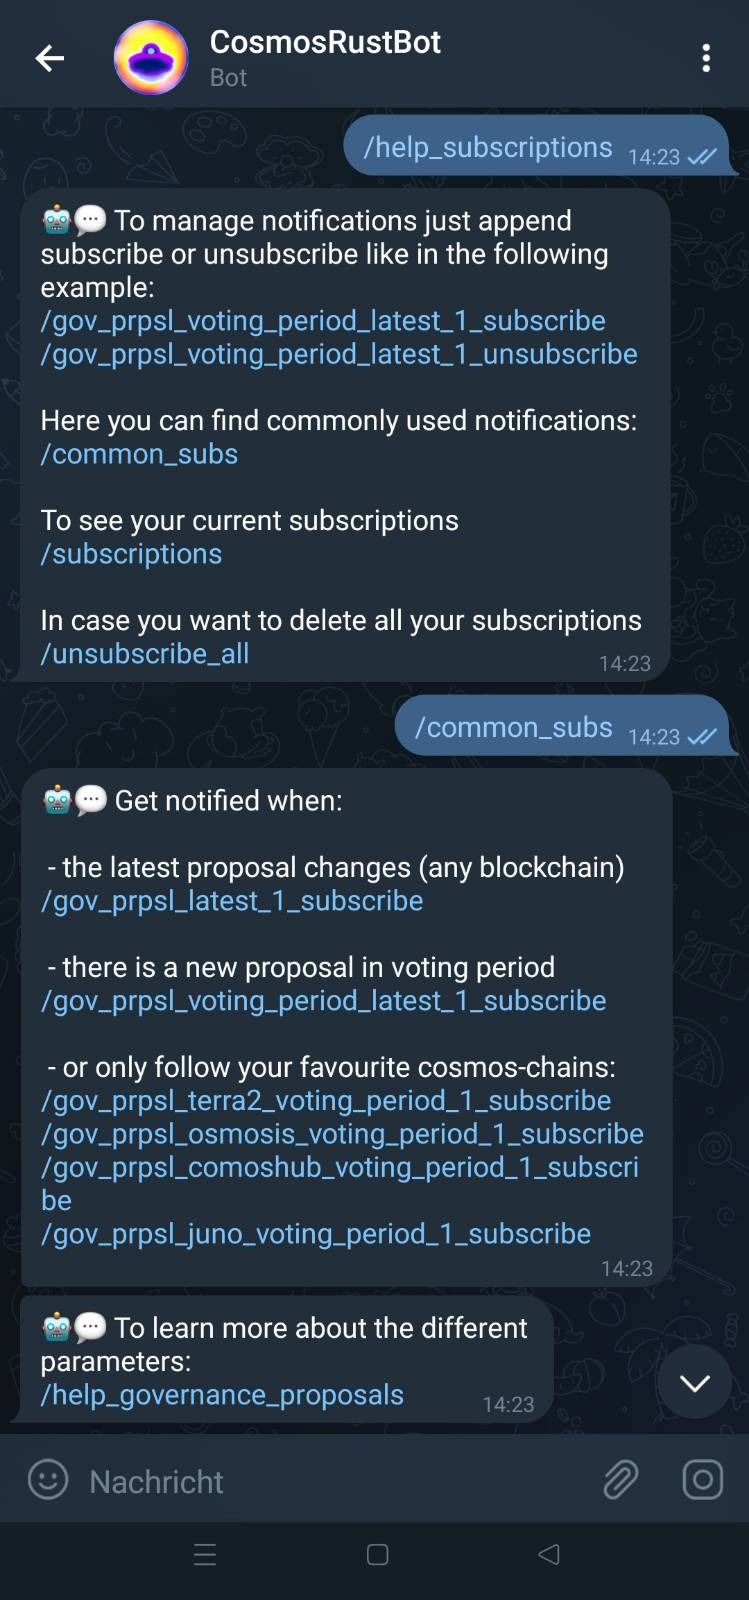 CosmosRustBot
Bot
/help_subscriptions 14:23
To manage notifications just append
subscribe or unsubscribe like in the following
example:
/gov_prpsl_voting_period_latest_1_subscribe
/gov_prpsl_voting_period_latest_1_unsubscribe
Here you can find commonly used notifications:
/common_subs
To see your current subscriptions
/subscriptions
In case you want to delete all your subscriptions
/unsubscribe_all 14:23
/common_subs 14:23
Get notified when:
- the latest proposal changes (any blockchain)
/gov_prpsl_latest_1_subscribe
- there is a new proposal in voting period
/gov_prpsl_voting_period_latest_1_subscribe
- or only follow your favourite cosmos-chains:
/gov_prpsl_terra2_voting_period_1_subscribe
/gov_prpsl_osmosis_voting_period_1_subscribe
/gov_prpsl_comoshub_voting_period_1_subscri
be
/gov_prpsl_juno_voting_period_1_subscribe
14:23
To learn more about the different
parameters:
/help_governance_proposals 14:23
Nachricht